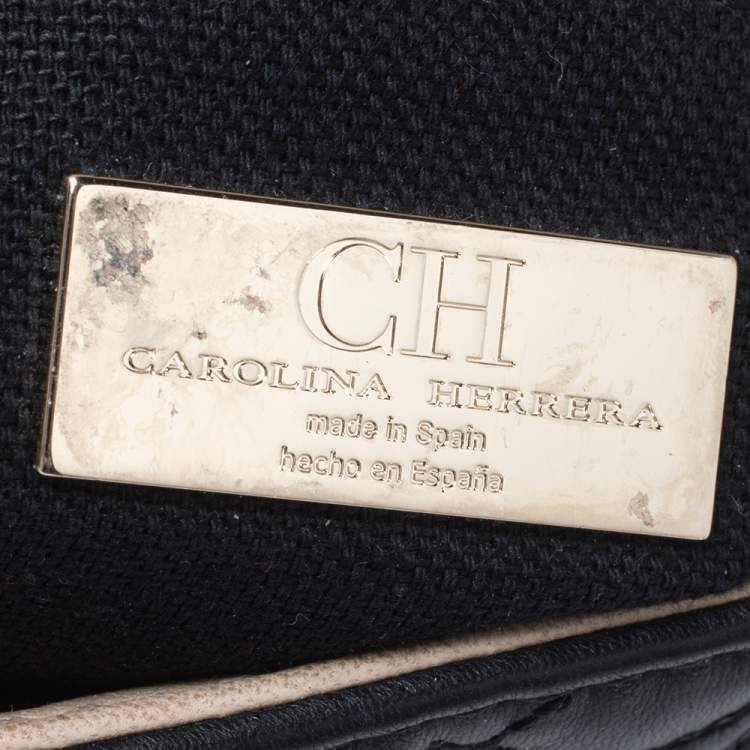 CH
CAROLINA HERRERA
made in Spain
hecho en España